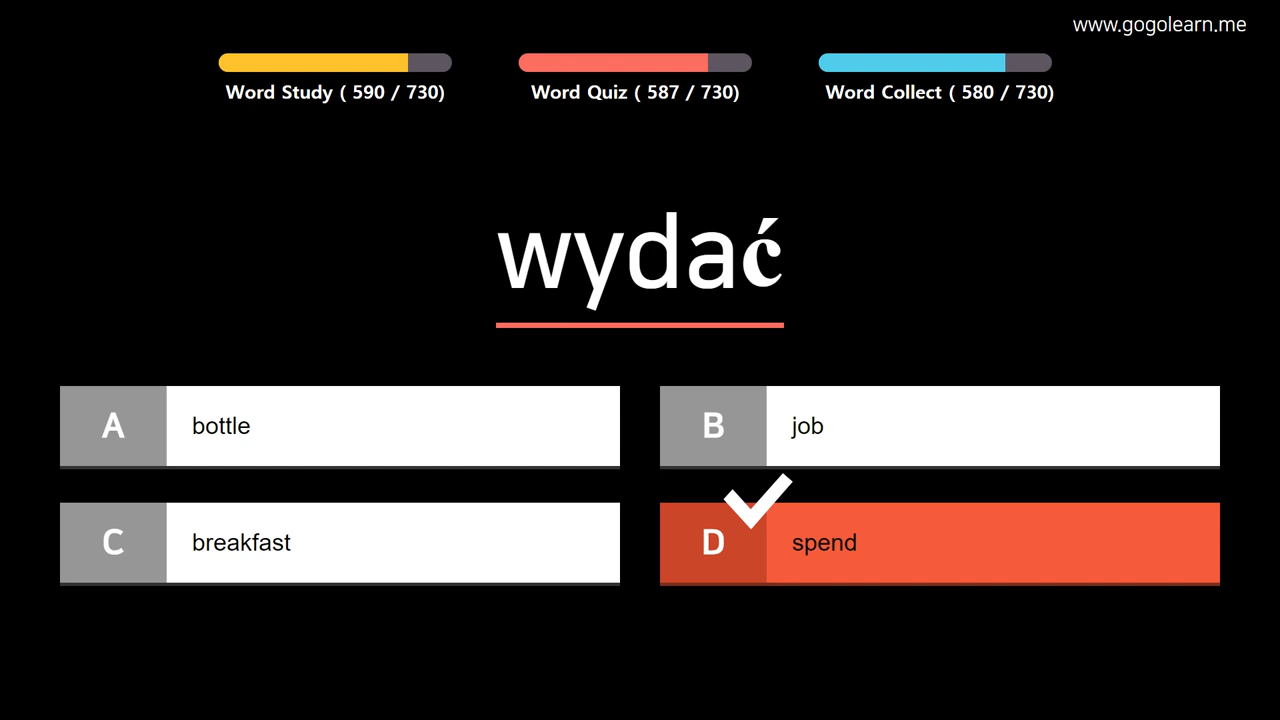 www.gogolearn.me
Word Study ( 590 / 730)
Word Quiz ( 587 / 730)
Word Collect ( 580 / 730)
wydać
A bottle
B job
C breakfast
D spend